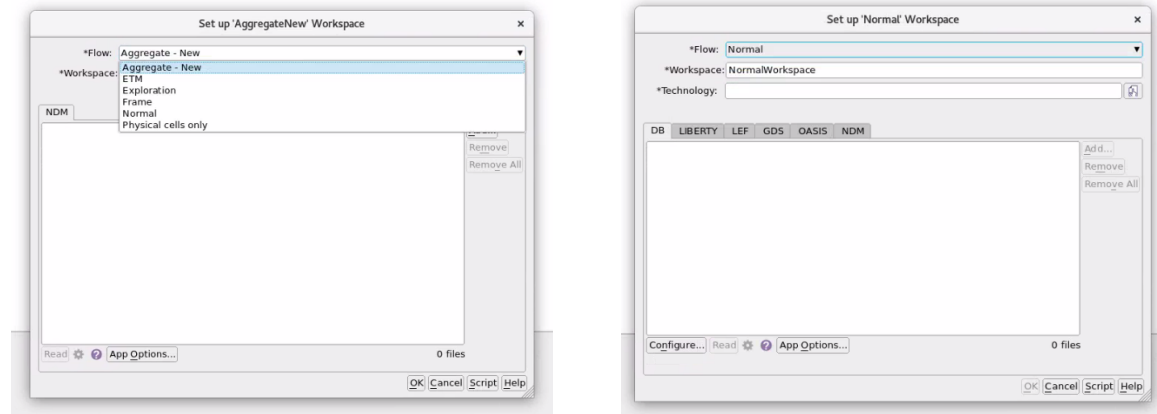 Set up 'AggregateNew' Workspace
×
*Flow: Aggregate - New
Aggregate - New
*Workspace:
ETM
Exploration
Frame
Normal
Physical cells only
NDM
Remove
Remove All
Read
App Options...
0 files
OK Cancel Script Help
Set up 'Normal' Workspace
×
*Flow: Normal
*Workspace: NormalWorkspace
*Technology:
DB LIBERTY LEF GDS OASIS NDM
Add...
Remove
Remove All
Configure... Read ? App Options...
0 files
OK Cancel Script Help